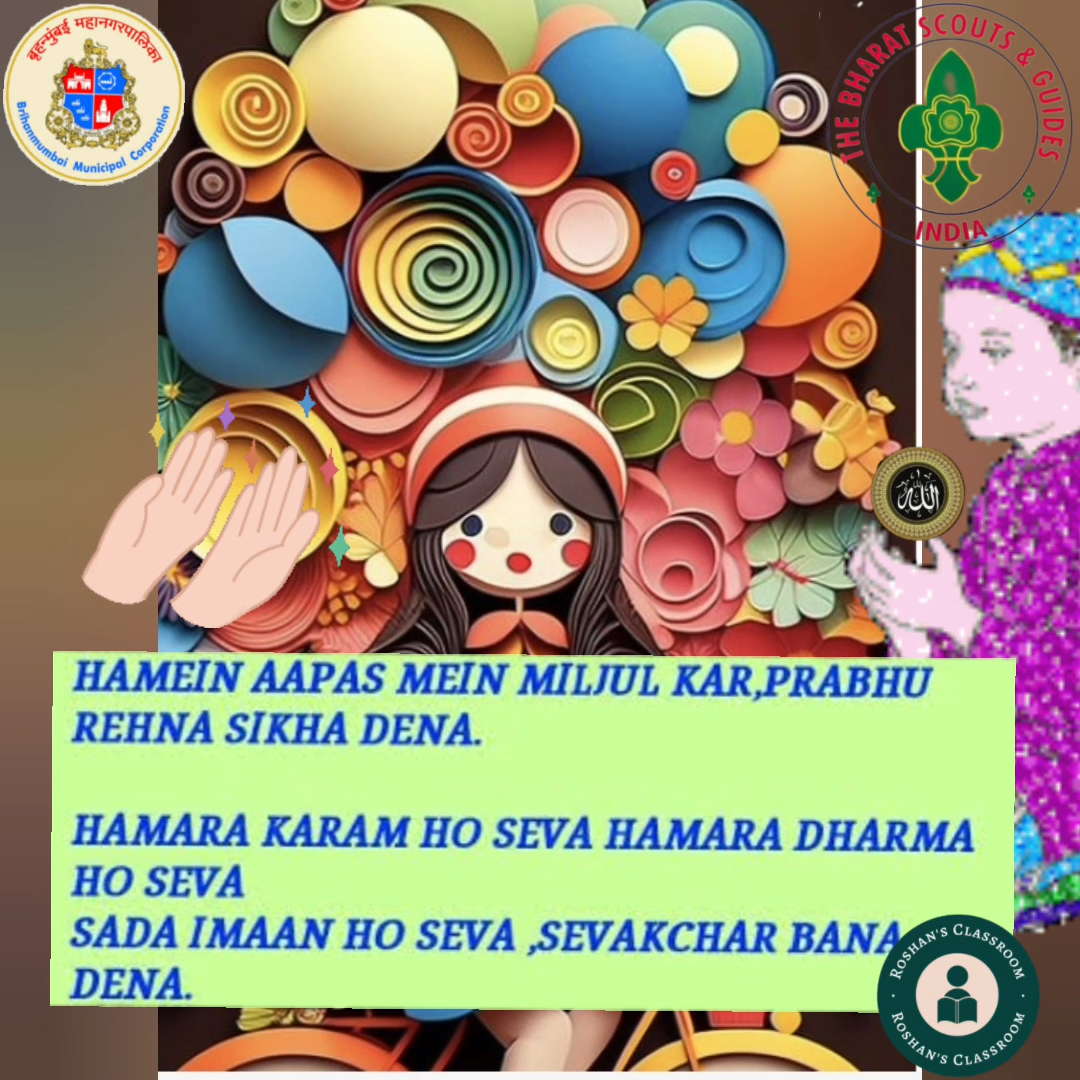 बृहन्मुंबई महानगरपालिका
Brihanmumbai Municipal Corporation
THE BHARAT SCOUTS & GUIDES
INDIA
الله
HAMEIN AAPAS MEIN MILJUL KAR,PRABHU
REHNA SIKHA DENA.
HAMARA KARAM HO SEVA HAMARA DHARMA
HO SEVA
SADA IMAAN HO SEVA ,SEVAKCHAR BANA
DENA.
ROSHAN'S CLASSROOM
ROSHAN'S CLASSROOM